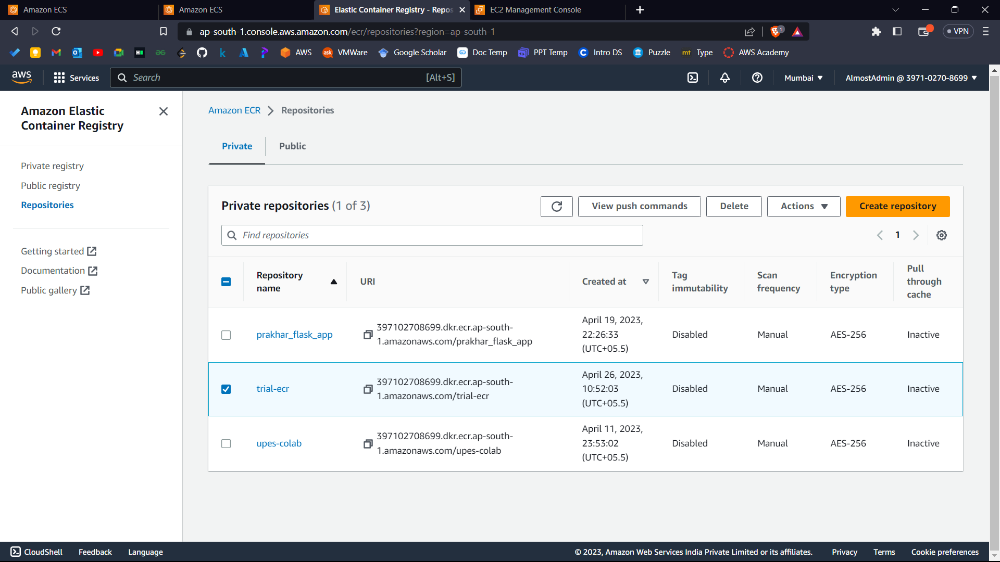 Amazon ECS
Amazon ECS
Elastic Container Registry - Repos
EC2 Management Console
ap-south-1.console.aws.amazon.com/ecr/repositories?region=ap-south-1
1
VPN
AWS
ask
VMWare
Google Scholar
Doc Temp
PPT Temp
Intro DS
Puzzle
mt
Type
AWS Academy
aws
Services
Search
[Alt+S]
Mumbai
AlmostAdmin @ 3971-0270-8699
Amazon Elastic
Container Registry
Private registry
Public registry
Repositories
Getting started
Documentation
Public gallery
Amazon ECR
Repositories
Private
Public
Private repositories (1 of 3)
View push commands
Delete
Actions
Create repository
Find repositories
1
Repository
name
URI
Created at
Tag
immutability
Scan
frequency
Encryption
type
Pull
through
cache
prakhar_flask_app
397102708699.dkr.ecr.ap-south-
1.amazonaws.com/prakhar_flask_app
April 19, 2023,
22:26:33
(UTC+05.5)
Disabled
Manual
AES-256
Inactive
trial-ecr
397102708699.dkr.ecr.ap-south-
1.amazonaws.com/trial-ecr
April 26, 2023,
10:52:03
(UTC+05.5)
Disabled
Manual
AES-256
Inactive
upes-colab
397102708699.dkr.ecr.ap-south-
1.amazonaws.com/upes-colab
April 11, 2023,
23:53:02
(UTC+05.5)
Disabled
Manual
AES-256
Inactive
CloudShell
Feedback
Language
© 2023, Amazon Web Services India Private Limited or its affiliates.
Privacy
Terms
Cookie preferences